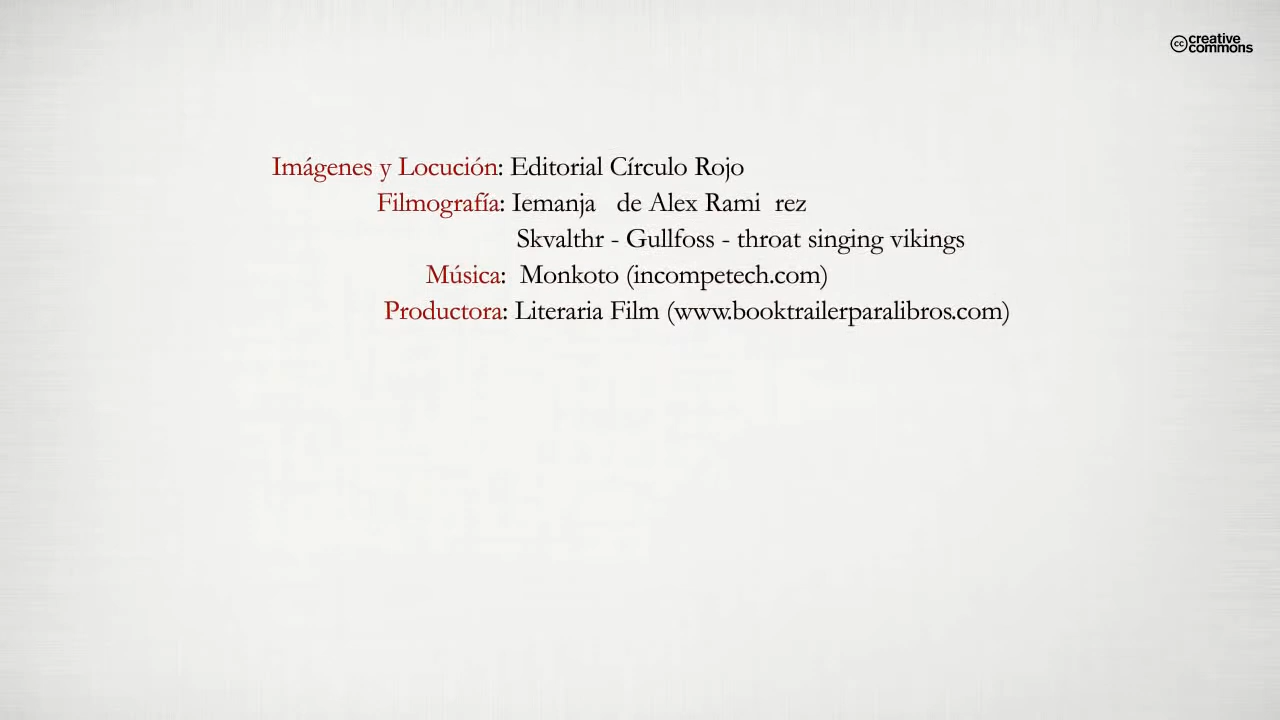 creative
commons
Imágenes y Locución: Editorial Círculo Rojo
Filmografía: Iemanja de Alex Rami rez
Skvalthr - Gullfoss - throat singing vikings
Música: Monkoto (incompetech.com)
Productora: Literaria Film (www.booktrailerparalibros.com)